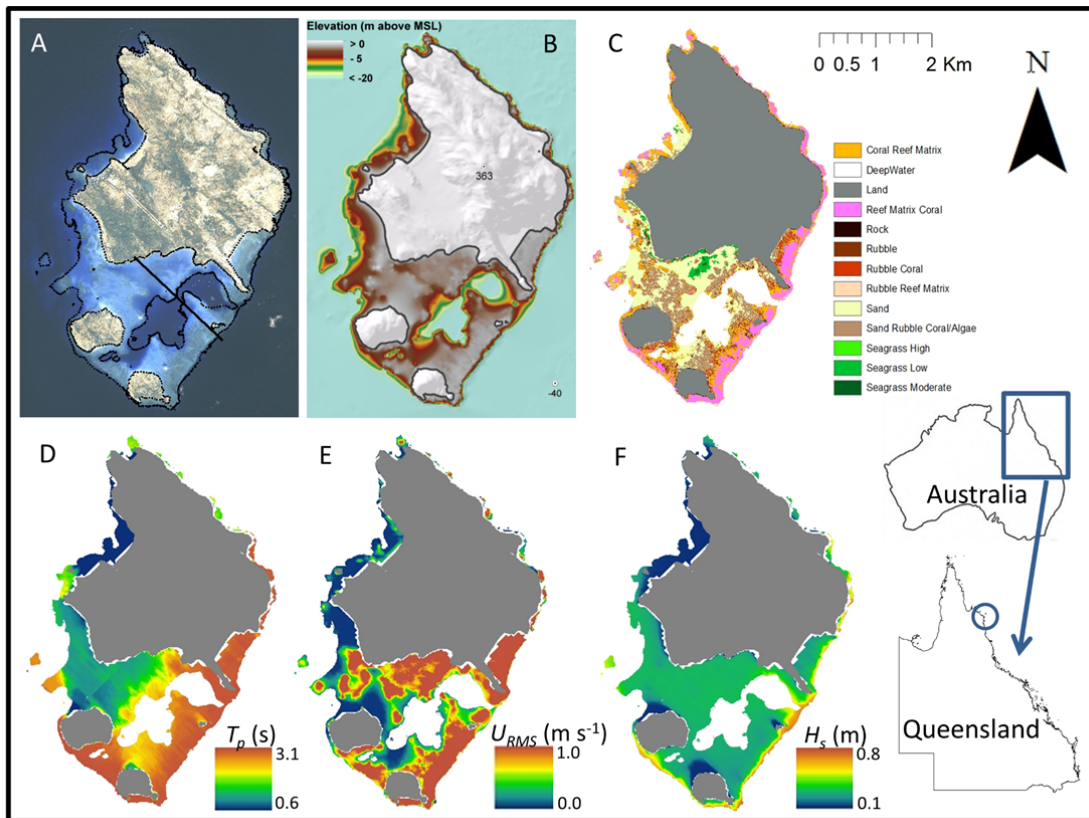 A
Elevation (m above MSL)
> 0
- 5
< -20
B
363
-40
C
0 0.5 1 2 Km
N
Coral Reef Matrix
DeepWater
Land
Reef Matrix Coral
Rock
Rubble
Rubble Coral
Rubble Reef Matrix
Sand
Sand Rubble Coral/Algae
Seagrass High
Seagrass Low
Seagrass Moderate
D
Tp (s)
3.1
0.6
E
URMS (m s-1)
1.0
0.0
F
Hs (m)
0.8
0.1
Australia
Queensland